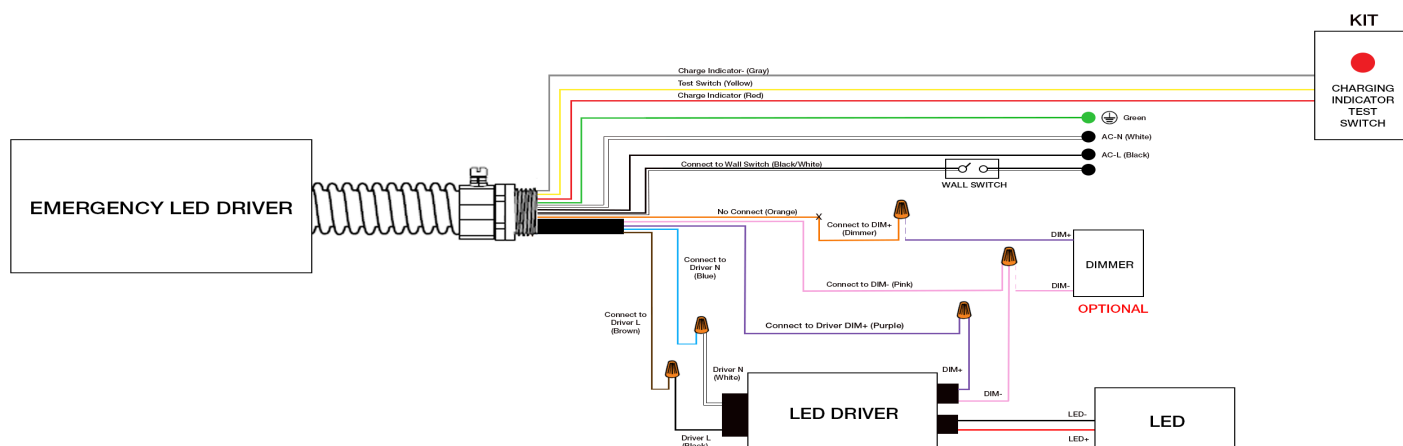 KIT
CHARGING
INDICATOR
TEST
SWITCH
Charge Indicator- (Gray)
Test Switch (Yellow)
Charge Indicator (Red)
Green
AC-N (White)
AC-L (Black)
Connect to Wall Switch (Black/White)
WALL SWITCH
EMERGENCY LED DRIVER
No Connect (Orange)
X
Connect to DIM+
(Dimmer)
DIM+
DIMMER
DIM-
OPTIONAL
Connect to
Driver N
(Blue)
Connect to DIM- (Pink)
Connect to
Driver L
(Brown)
Connect to Driver DIM+ (Purple)
Driver N
(White)
DIM+
DIM-
LED DRIVER
LED-
LED+
LED
Driver L
(Black)